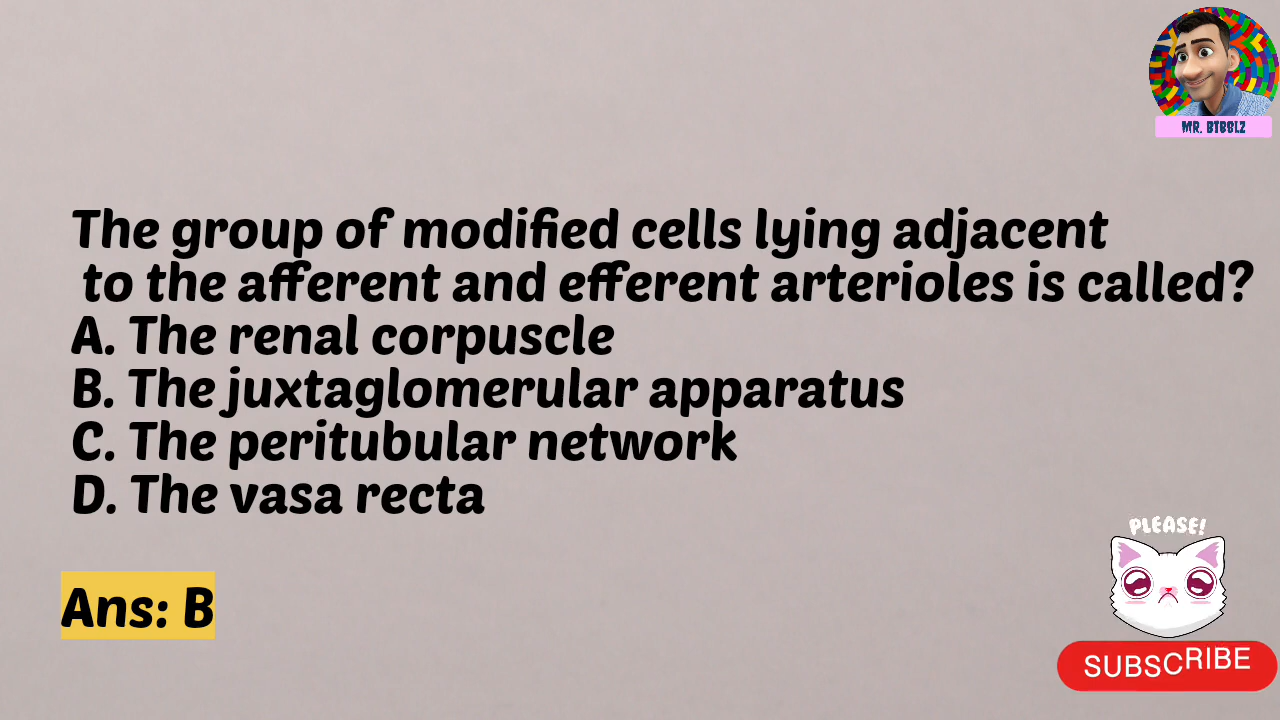 MR. BIBBLZ
The group of modified cells lying adjacent
to the afferent and efferent arterioles is called?
A. The renal corpuscle
B. The juxtaglomerular apparatus
C. The peritubular network
D. The vasa recta
Ans: B
PLEASE!
SUBSCRIBE